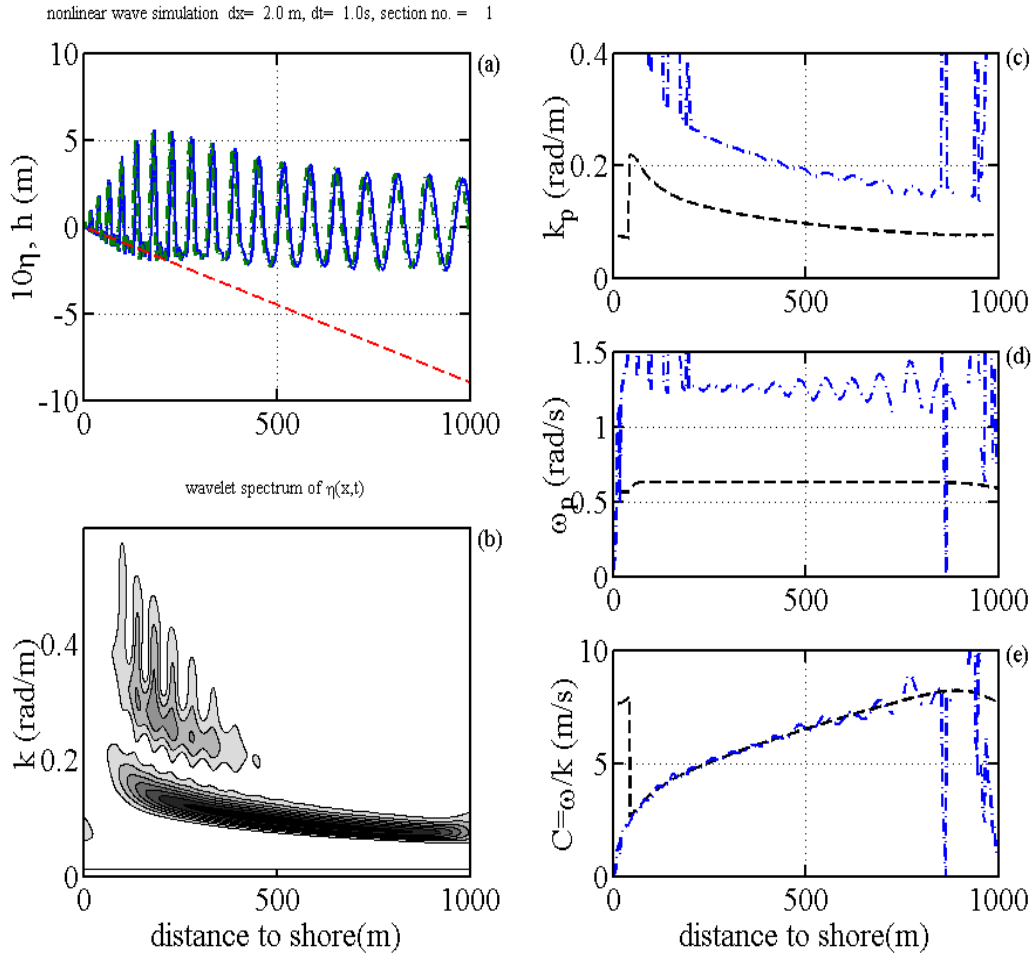 nonlinear wave simulation dx= 2.0 m, dt= 1.0s, section no. = 1
(a)
10
5
0
-5
-10
10η, h (m)
0
500
1000
wavelet spectrum of η(x,t)
(b)
0.4
0.2
0
k (rad/m)
0
500
1000
distance to shore(m)
(c)
0.4
0.2
0
kp (rad/m)
0
500
1000
(d)
1.5
1
0.5
0
ωp (rad/s)
0
500
1000
(e)
10
5
0
C=ω/k (m/s)
0
500
1000
distance to shore(m)